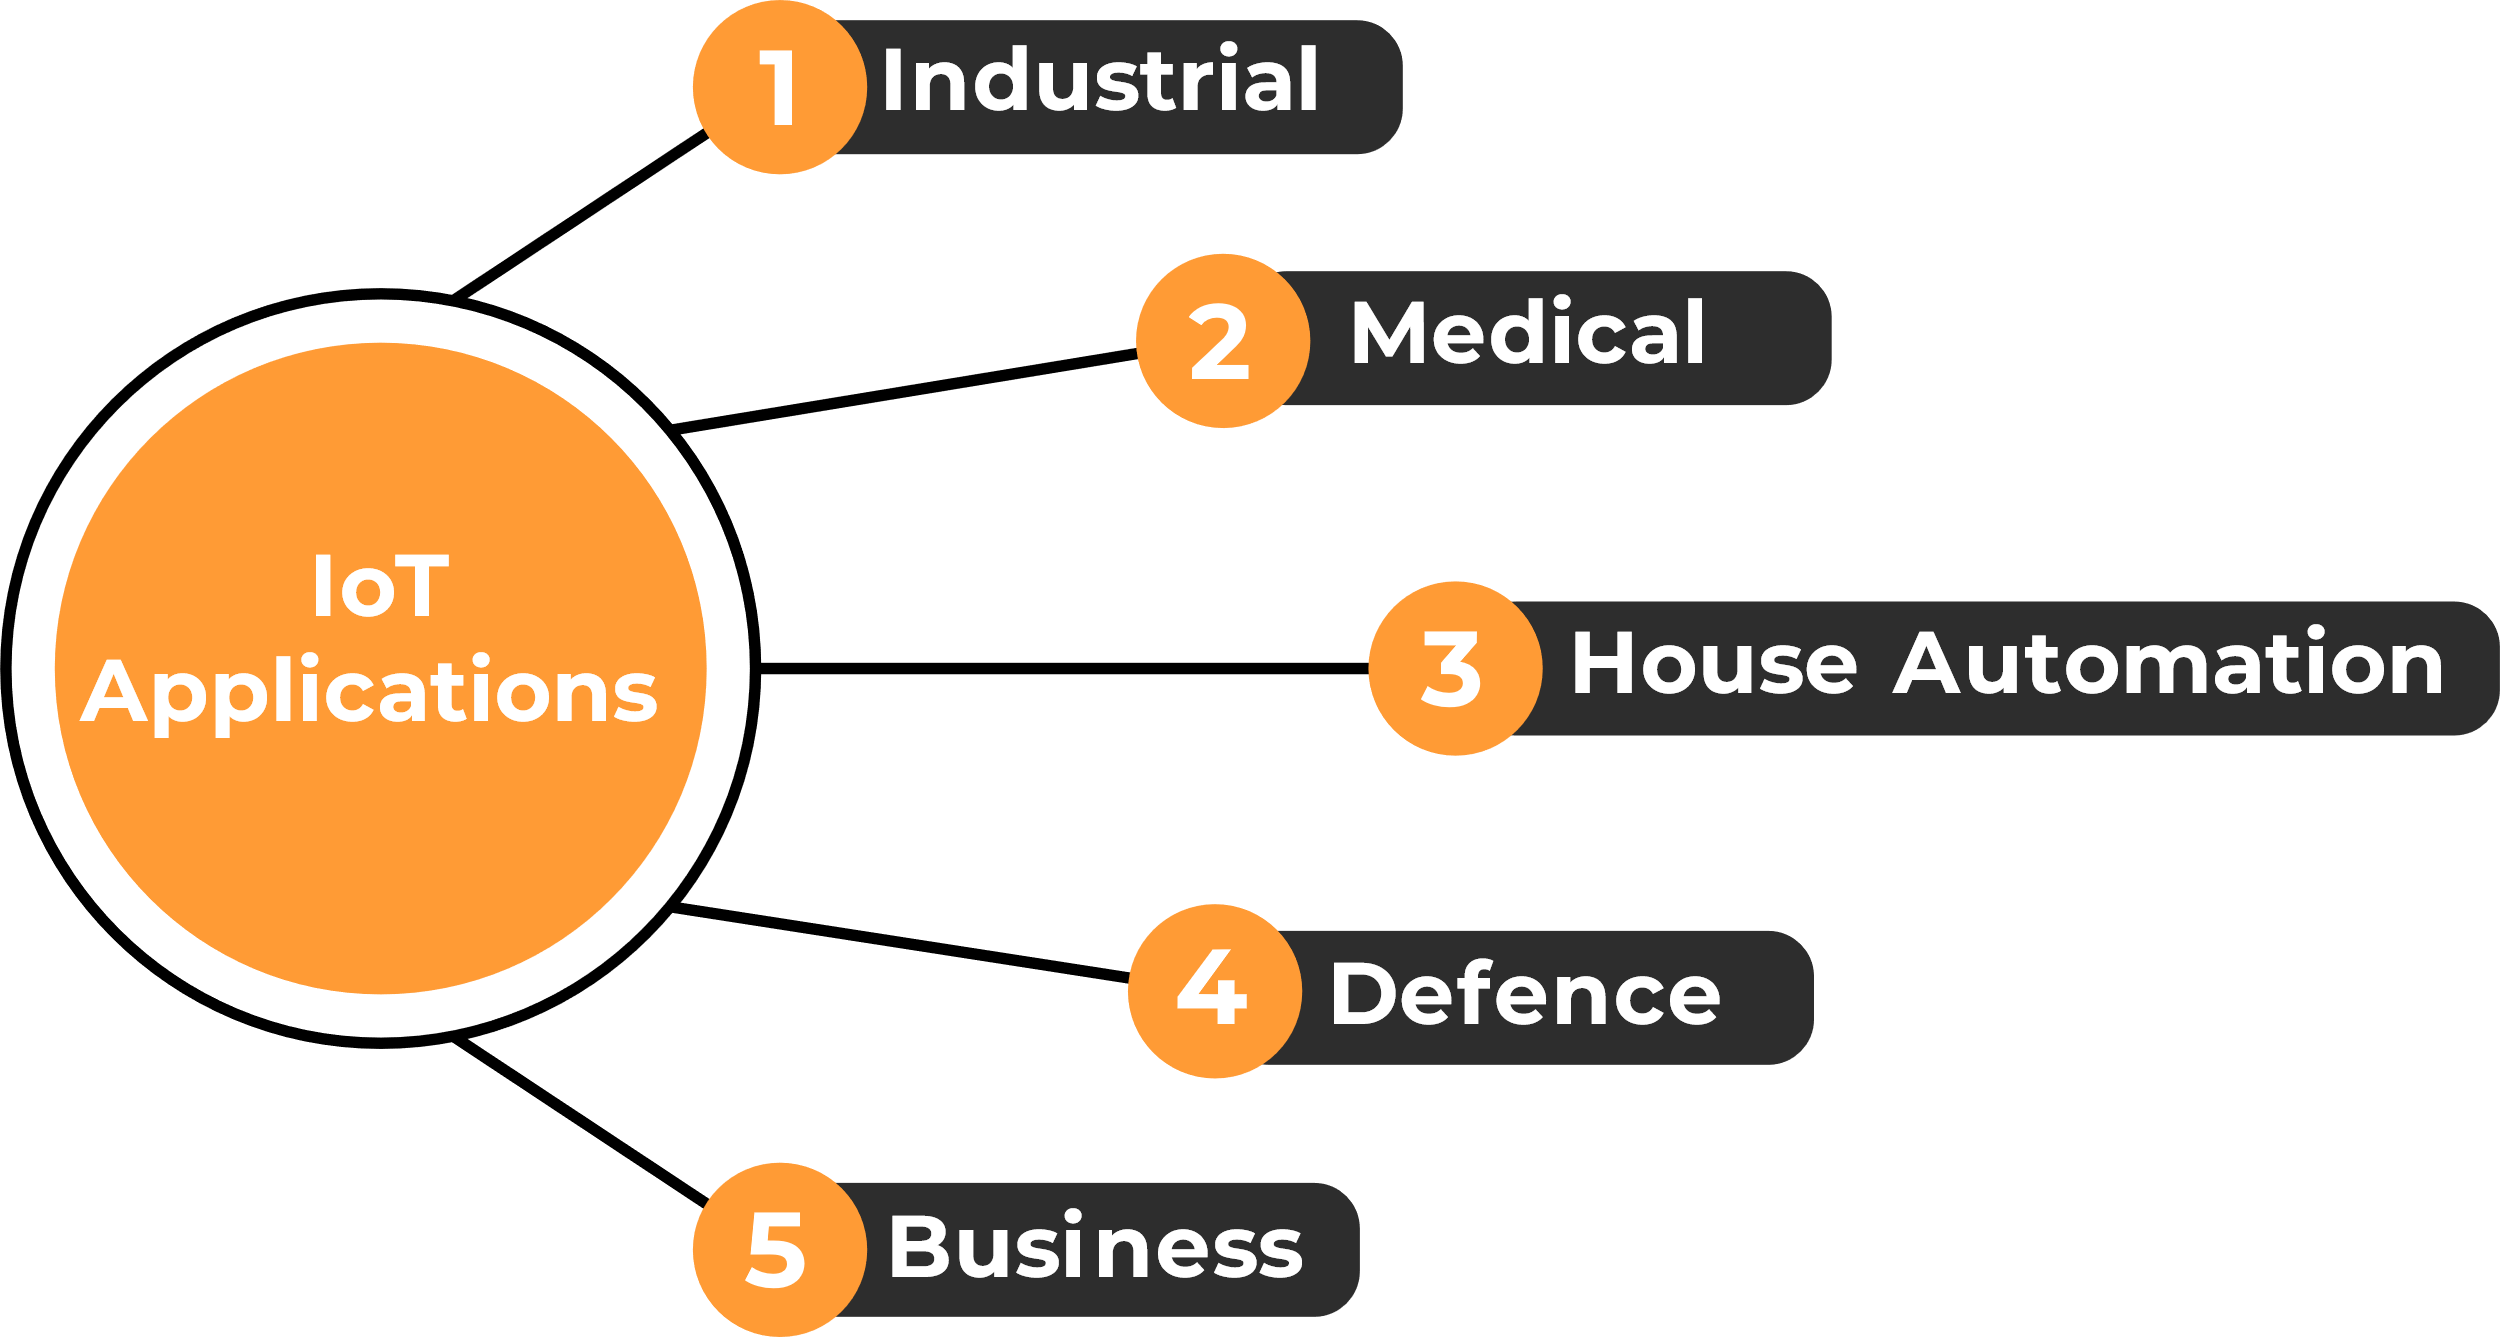 IoT
Applications
1 Industrial
2 Medical
3 House Automation
4 Defence
5 Business